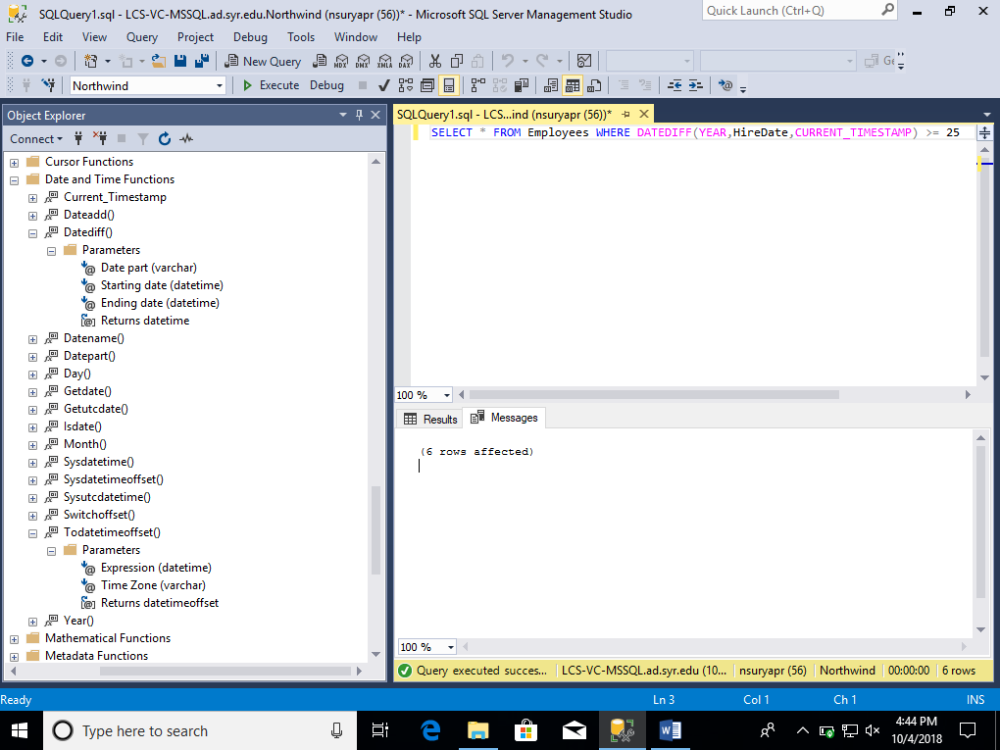 SQLQuery1.sql - LCS-VC-MSSQL.ad.syr.edu.Northwind (nsuryapr (56))* - Microsoft SQL Server Management Studio
Quick Launch (Ctrl+Q)
File Edit View Query Project Debug Tools Window Help
New Query
MDX DMX XMLA DAX
Northwind Execute Debug
Object Explorer
SQLQuery1.sql - LCS...ind (nsuryapr (56))*
Connect
SELECT * FROM Employees WHERE DATEDIFF(YEAR,HireDate,CURRENT_TIMESTAMP) >= 25
Cursor Functions
Date and Time Functions
Current_Timestamp
Dateadd()
Datediff()
Parameters
Date part (varchar)
Starting date (datetime)
Ending date (datetime)
Returns datetime
Datename()
Datepart()
Day()
Getdate()
Getutcdate()
Isdate()
Month()
Sysdatetime()
Sysdatetimeoffset()
Sysutcdatetime()
Switchoffset()
Todatetimeoffset()
Parameters
Expression (datetime)
Time Zone (varchar)
Returns datetimeoffset
Year()
Mathematical Functions
Metadata Functions
100 %
Results Messages
(6 rows affected)
100 %
Query executed succes... LCS-VC-MSSQL.ad.syr.edu (10... nsuryapr (56) Northwind 00:00:00 6 rows
Ready Ln 3 Col 1 Ch 1 INS
Type here to search
4:44 PM
10/4/2018